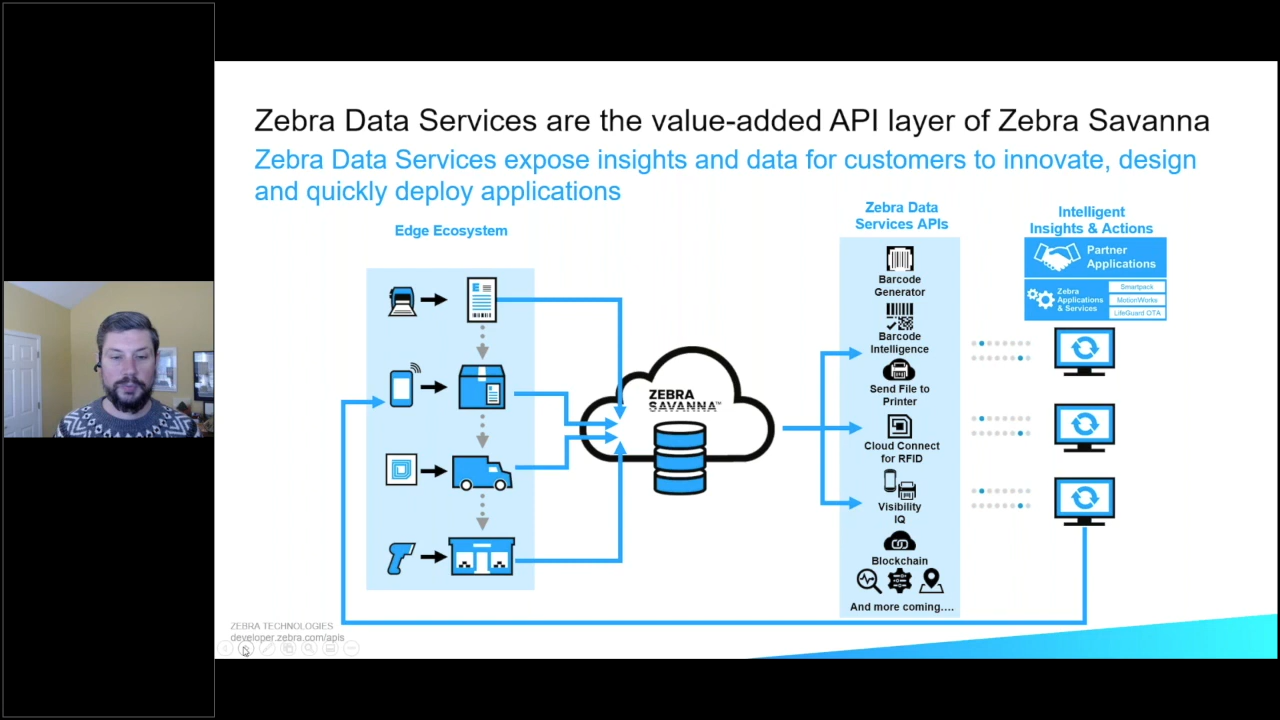 Zebra Data Services are the value-added API layer of Zebra Savanna
Zebra Data Services expose insights and data for customers to innovate, design
and quickly deploy applications
Edge Ecosystem
ZEBRA
SAVANNA™
Zebra Data
Services APIs
Barcode
Generator
Barcode
Intelligence
Send File to
Printer
Cloud Connect
for RFID
Visibility
IQ
Blockchain
And more coming….
Intelligent
Insights & Actions
Partner
Applications
Zebra
Applications
& Services
Smartpack
MotionWorks
LifeGuard OTA
ZEBRA TECHNOLOGIES
developer.zebra.com/apis